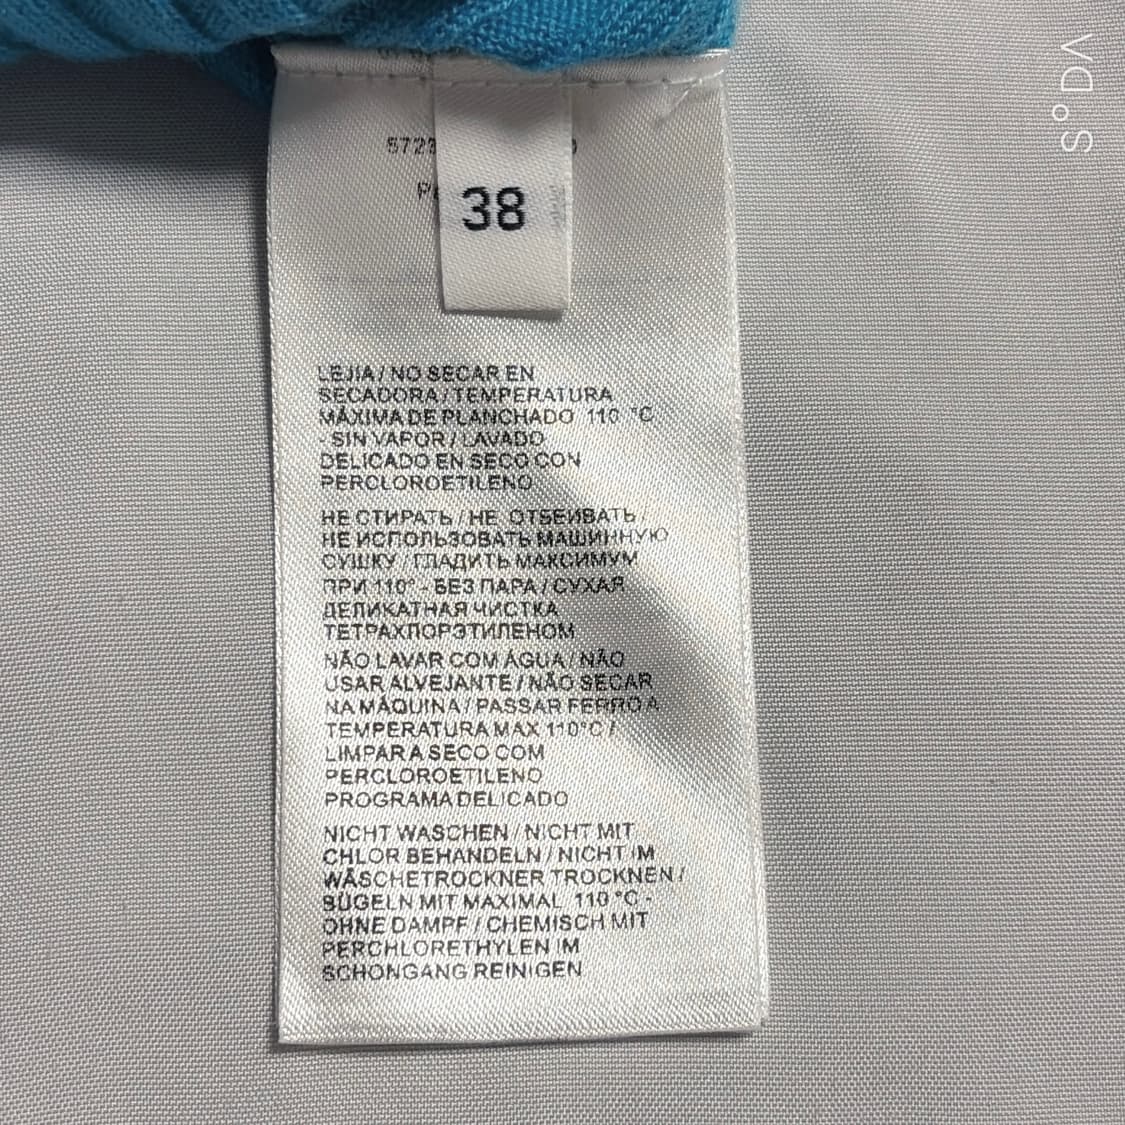 38
LEJIA / NO SECAR EN
SECADORA / TEMPERATURA
MÁXIMA DE PLANCHADO 110 °C
- SIN VAPOR / LAVADO
DELICADO EN SECO CON
PERCLOROETILENO
НЕ СТИРАТЬ / НЕ ОТБЕИВАТЬ
НЕ ИСПОЛЬЗОВАТЬ МАШИННУЮ
СУШКУ / ГЛАДИТЬ МАКСИМУМ
ПРИ 110° - БЕЗ ПАРА / СУХАЯ
ДЕЛИКАТНАЯ ЧИСТКА
ТЕТРАХЛОРЭТИЛЕНОМ
NÃO LAVAR COM ÁGUA / NÃO
USAR ALVEJANTE / NÃO SECAR
NA MÁQUINA / PASSAR FERRO À
TEMPERATURA MAX 110°C /
LIMPAR A SECO COM
PERCLOROETILENO
PROGRAMA DELICADO
NICHT WASCHEN / NICHT MIT
CHLOR BEHANDELN / NICHT IM
WÄSCHETROCKNER TROCKNEN /
BÜGELN MIT MAXIMAL 110 °C -
OHNE DAMPF / CHEMISCH MIT
PERCHLORETHYLEN IM
SCHONGANG REINIGEN